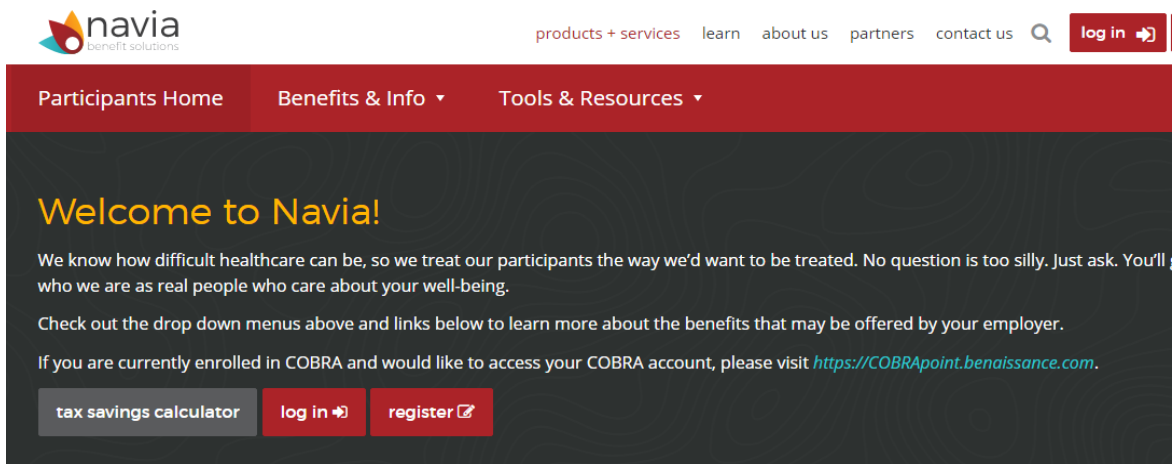 navia
benefit solutions
products + services learn about us partners contact us log in
Participants Home Benefits & Info Tools & Resources
Welcome to Navia!
We know how difficult healthcare can be, so we treat our participants the way we’d want to be treated. No question is too silly. Just ask. You’ll
who we are as real people who care about your well-being.
Check out the drop down menus above and links below to learn more about the benefits that may be offered by your employer.
If you are currently enrolled in COBRA and would like to access your COBRA account, please visit https://COBRApoint.benaissance.com.
tax savings calculator log in register